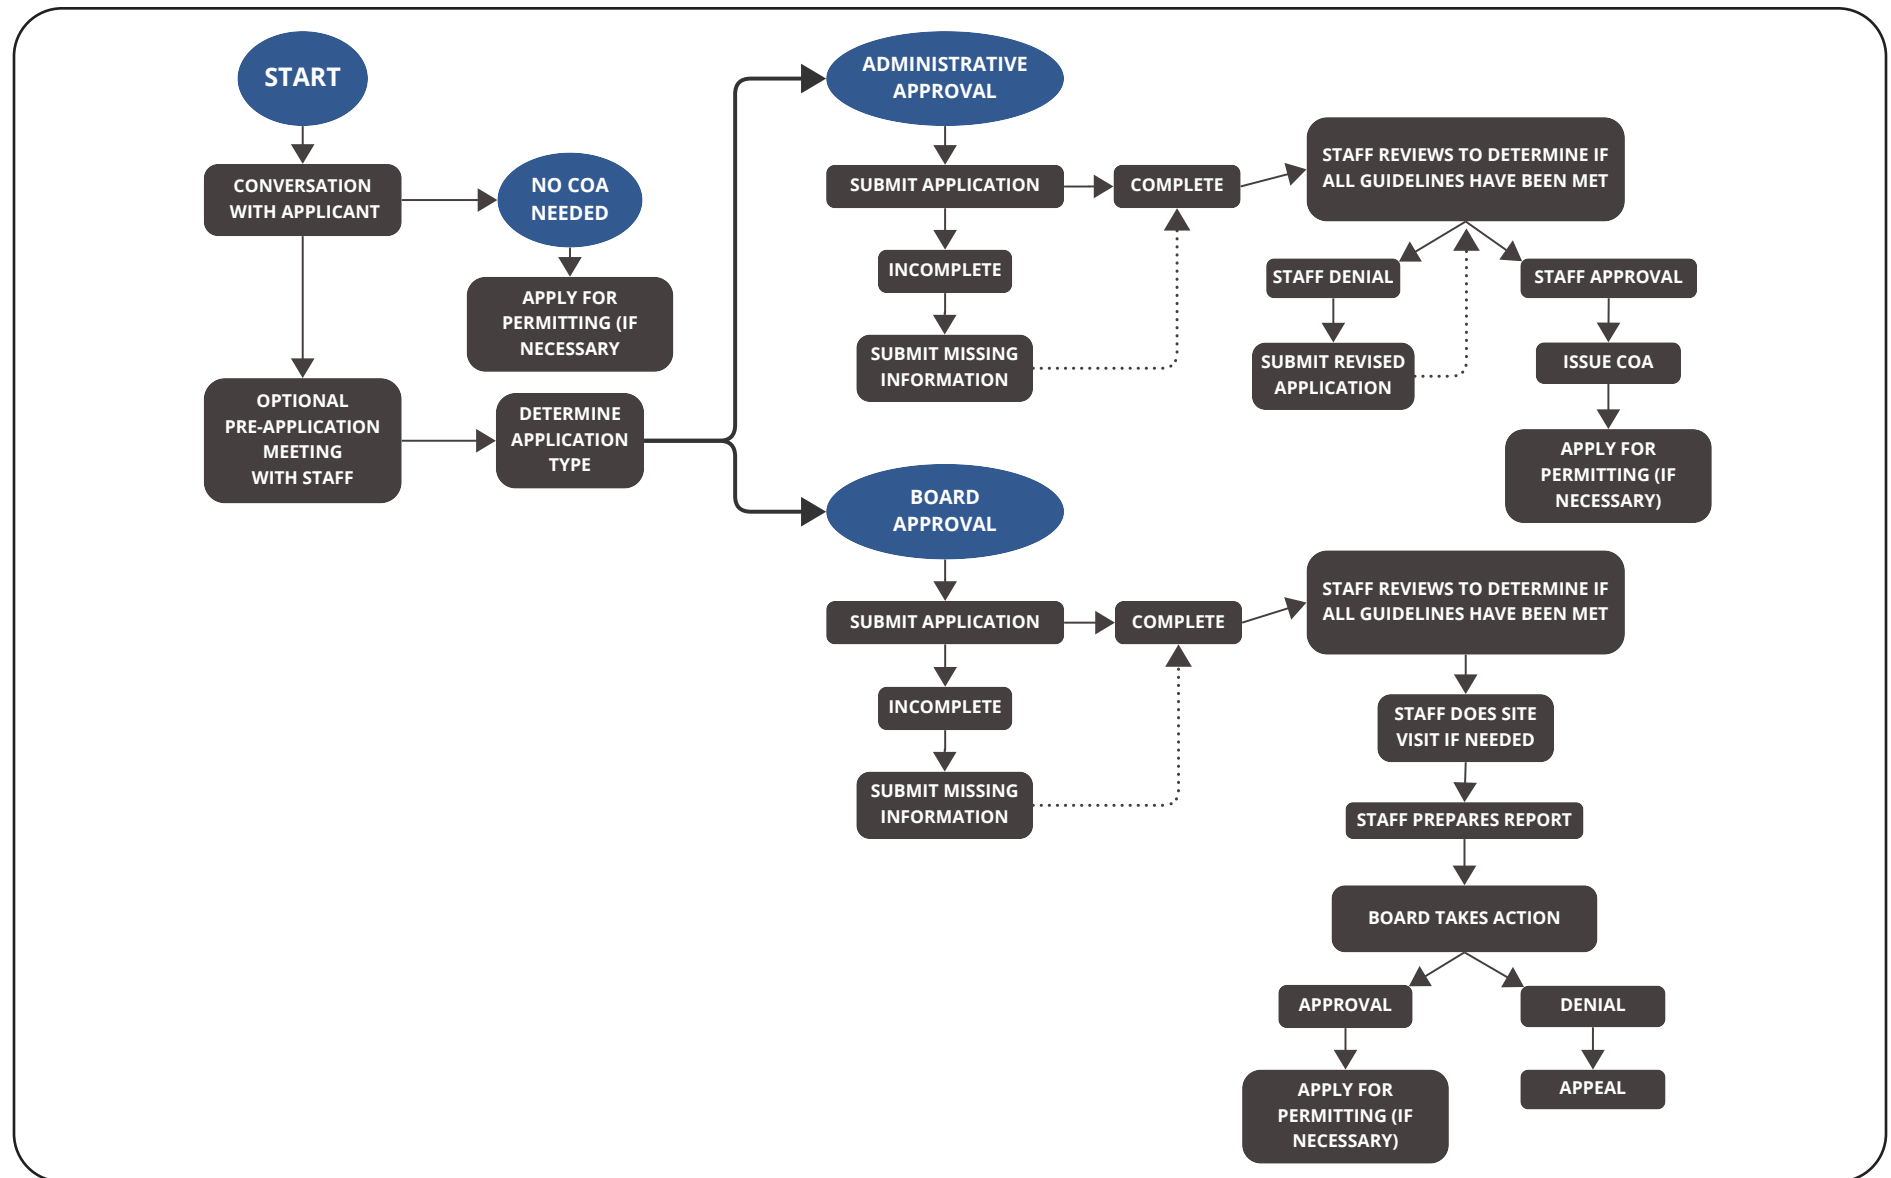 START
CONVERSATION
WITH APPLICANT
NO COA
NEEDED
APPLY FOR
PERMITTING (IF
NECESSARY
OPTIONAL
PRE-APPLICATION
MEETING
WITH STAFF
DETERMINE
APPLICATION
TYPE
ADMINISTRATIVE
APPROVAL
SUBMIT APPLICATION
COMPLETE
INCOMPLETE
SUBMIT MISSING
INFORMATION
STAFF REVIEWS TO DETERMINE IF
ALL GUIDELINES HAVE BEEN MET
STAFF DENIAL
SUBMIT REVISED
APPLICATION
STAFF APPROVAL
ISSUE COA
APPLY FOR
PERMITTING (IF
NECESSARY)
BOARD
APPROVAL
SUBMIT APPLICATION
COMPLETE
INCOMPLETE
SUBMIT MISSING
INFORMATION
STAFF REVIEWS TO DETERMINE IF
ALL GUIDELINES HAVE BEEN MET
STAFF DOES SITE
VISIT IF NEEDED
STAFF PREPARES REPORT
BOARD TAKES ACTION
APPROVAL
APPLY FOR
PERMITTING (IF
NECESSARY)
DENIAL
APPEAL